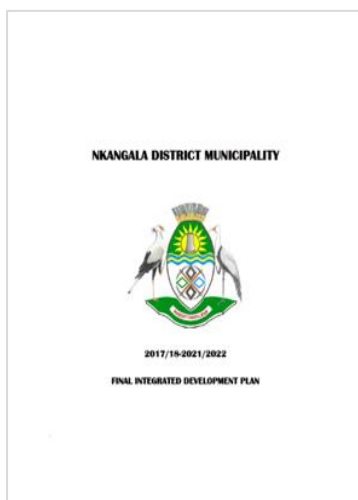 NKANGALA DISTRICT MUNICIPALITY
2017/18-2021/2022
FINAL INTEGRATED DEVELOPMENT PLAN